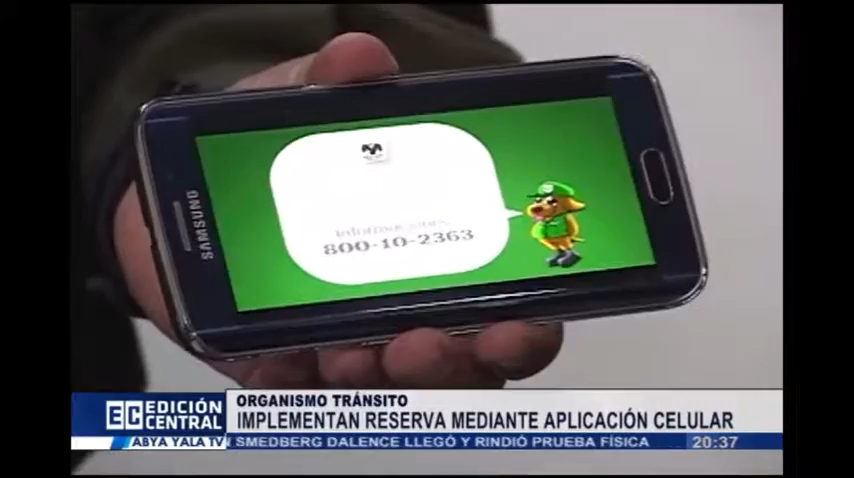 SAMSUNG
Informaciones:
800-10-2363
ORGANISMO TRÁNSITO
EC EDICIÓN CENTRAL
IMPLEMENTAN RESERVA MEDIANTE APLICACIÓN CELULAR
ABYA YALA TV
SMEDBERG DALENCE LLEGÓ Y RINDIÓ PRUEBA FÍSICA
20:37